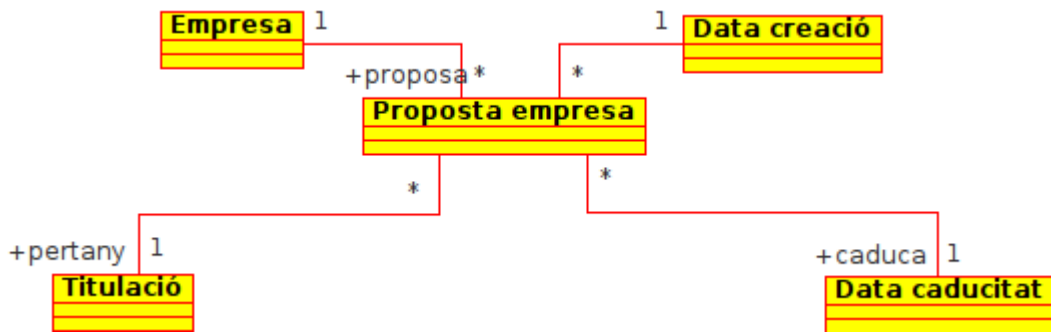 Empresa
1
1
Data creació
+proposa
*
*
Proposta empresa
*
*
+pertany
1
+caduca
1
Titulació
Data caducitat